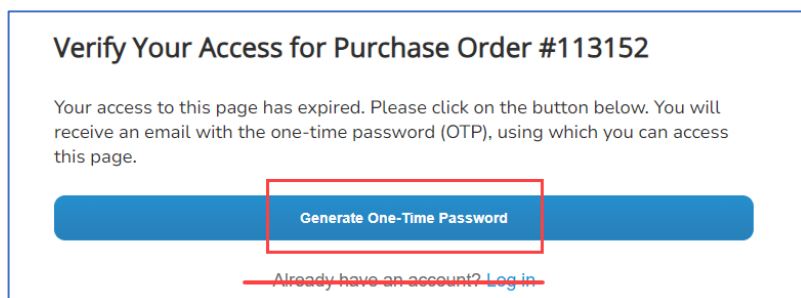 Verify Your Access for Purchase Order #113152
Your access to this page has expired. Please click on the button below. You will
receive an email with the one-time password (OTP), using which you can access
this page.
Generate One-Time Password
Already have an account? Log in